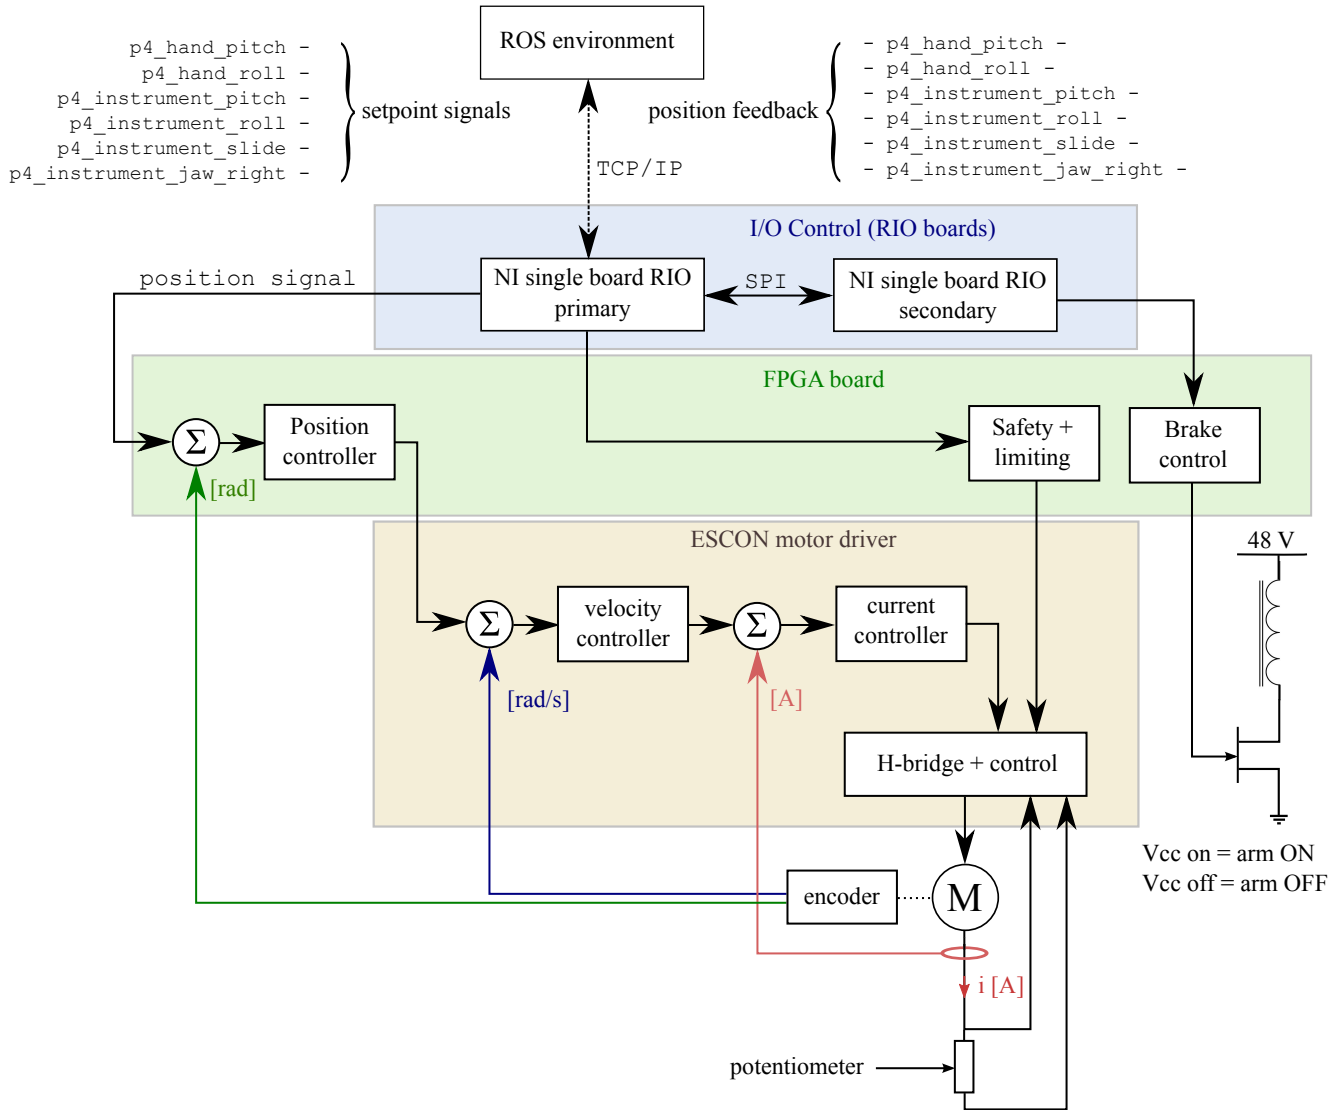 ROS environment
p4_hand_pitch -
p4_hand_roll -
p4_instrument_pitch -
p4_instrument_roll -
p4_instrument_slide -
p4_instrument_jaw_right -
setpoint signals
position feedback
- p4_hand_pitch -
- p4_hand_roll -
- p4_instrument_pitch -
- p4_instrument_roll -
- p4_instrument_slide -
- p4_instrument_jaw_right -
TCP/IP
I/O Control (RIO boards)
position signal
NI single board RIO
primary
SPI
NI single board RIO
secondary
FPGA board
Σ
Position
controller
[rad]
Safety +
limiting
Brake
control
ESCON motor driver
48 V
Σ
velocity
controller
Σ
current
controller
[rad/s]
[A]
H-bridge + control
Vcc on = arm ON
Vcc off = arm OFF
encoder
M
i [A]
potentiometer